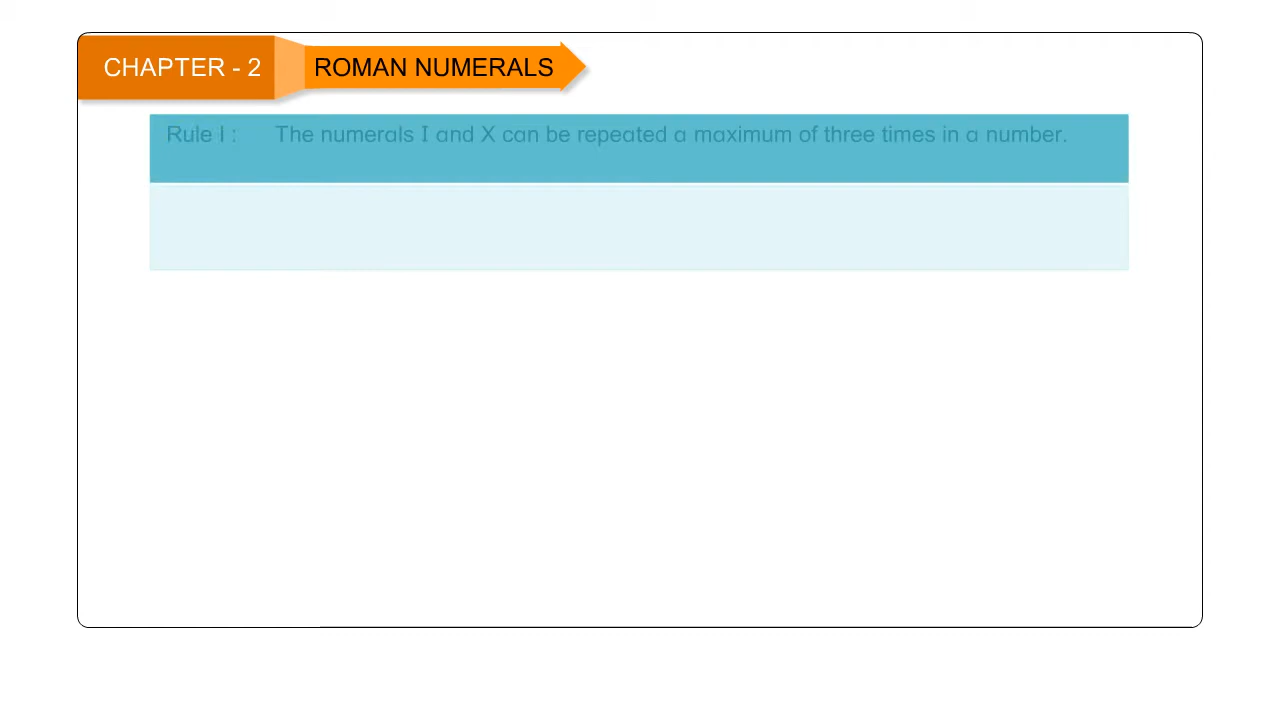 CHAPTER - 2
ROMAN NUMERALS
Rule I : The numerals I and X can be repeated a maximum of three times in a number.